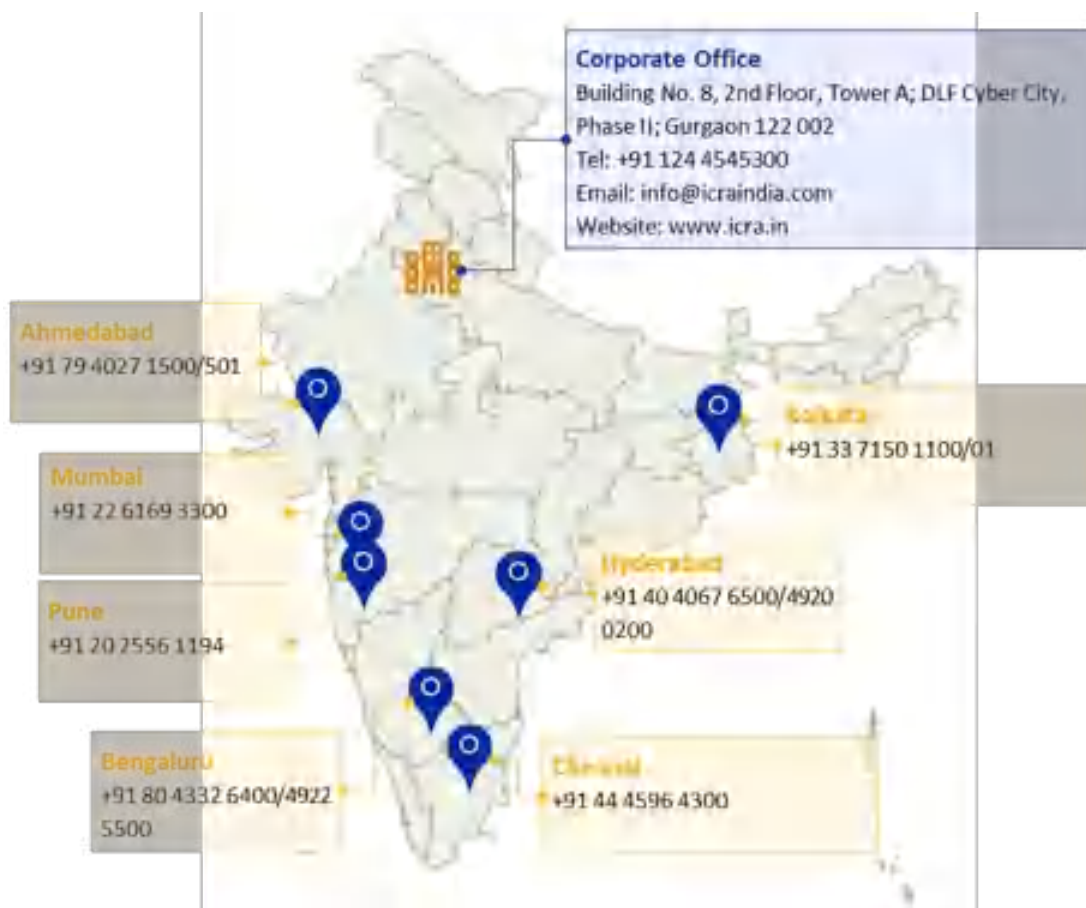 Corporate Office
Building No. 8, 2nd Floor, Tower A; DLF Cyber City,
Phase II; Gurgaon 122 002
Tel: +91 124 4545300
Email: info@icraindia.com
Website: www.icra.in
Ahmedabad
+91 79 4027 1500/501
Kolkata
+91 33 7150 1100/01
Mumbai
+91 22 6169 3300
Hyderabad
+91 40 4067 6500/4920
0200
Pune
+91 20 2556 1194
Bengaluru
+91 80 4332 6400/4922
5500
Chennai
+91 44 4596 4300